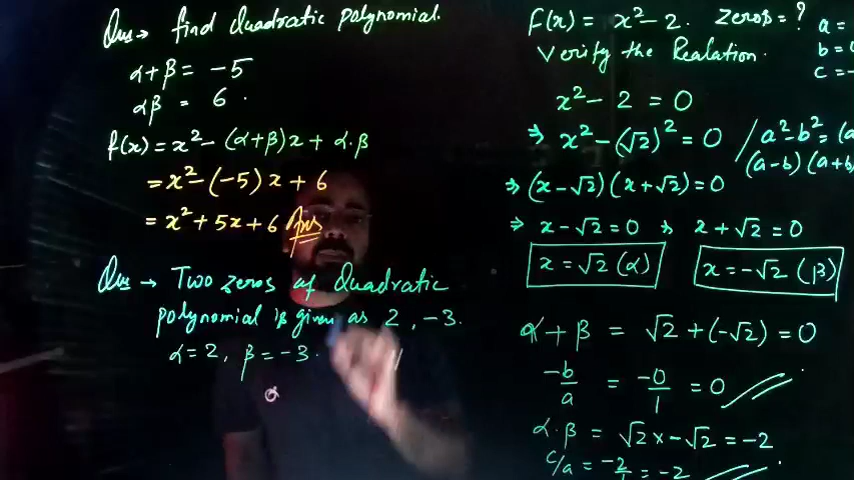 Ques → find Quadratic polynomial.
α+β = -5
αβ = 6 .
f(x) = x² - (α+β)x + α.β
= x² - (-5)x + 6
= x² + 5x + 6 Ans
Ques → Two zeros of Quadratic
polynomial is given as 2, -3.
α = 2, β = -3.
α
f(x) = x² - 2. zeros = ?
Verify the Realation.
a =
b = 0
c = -
x² - 2 = 0
⇒ x² - (√2)² = 0 / a²-b² = (a
(a-b)(a+b)
⇒ (x-√2)(x+√2) = 0
⇒ x-√2 = 0 , x+√2 = 0
x = √2 (α) x = -√2 (β)
α + β = √2 + (-√2) = 0
-b/a = -0/1 = 0
α.β = √2 x -√2 = -2
c/a = -2/1 = -2